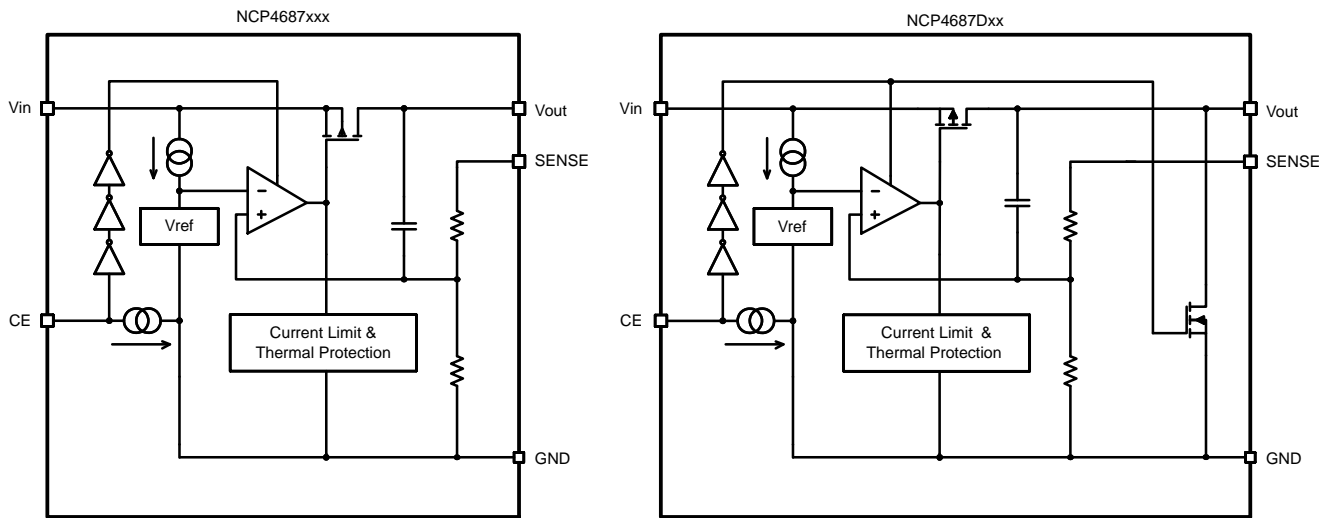 NCP4687xxx
Vin
Vout
SENSE
−
+
Vref
CE
Current Limit &
Thermal Protection
GND
NCP4687Dxx
Vin
Vout
SENSE
−
+
Vref
CE
Current Limit &
Thermal Protection
GND